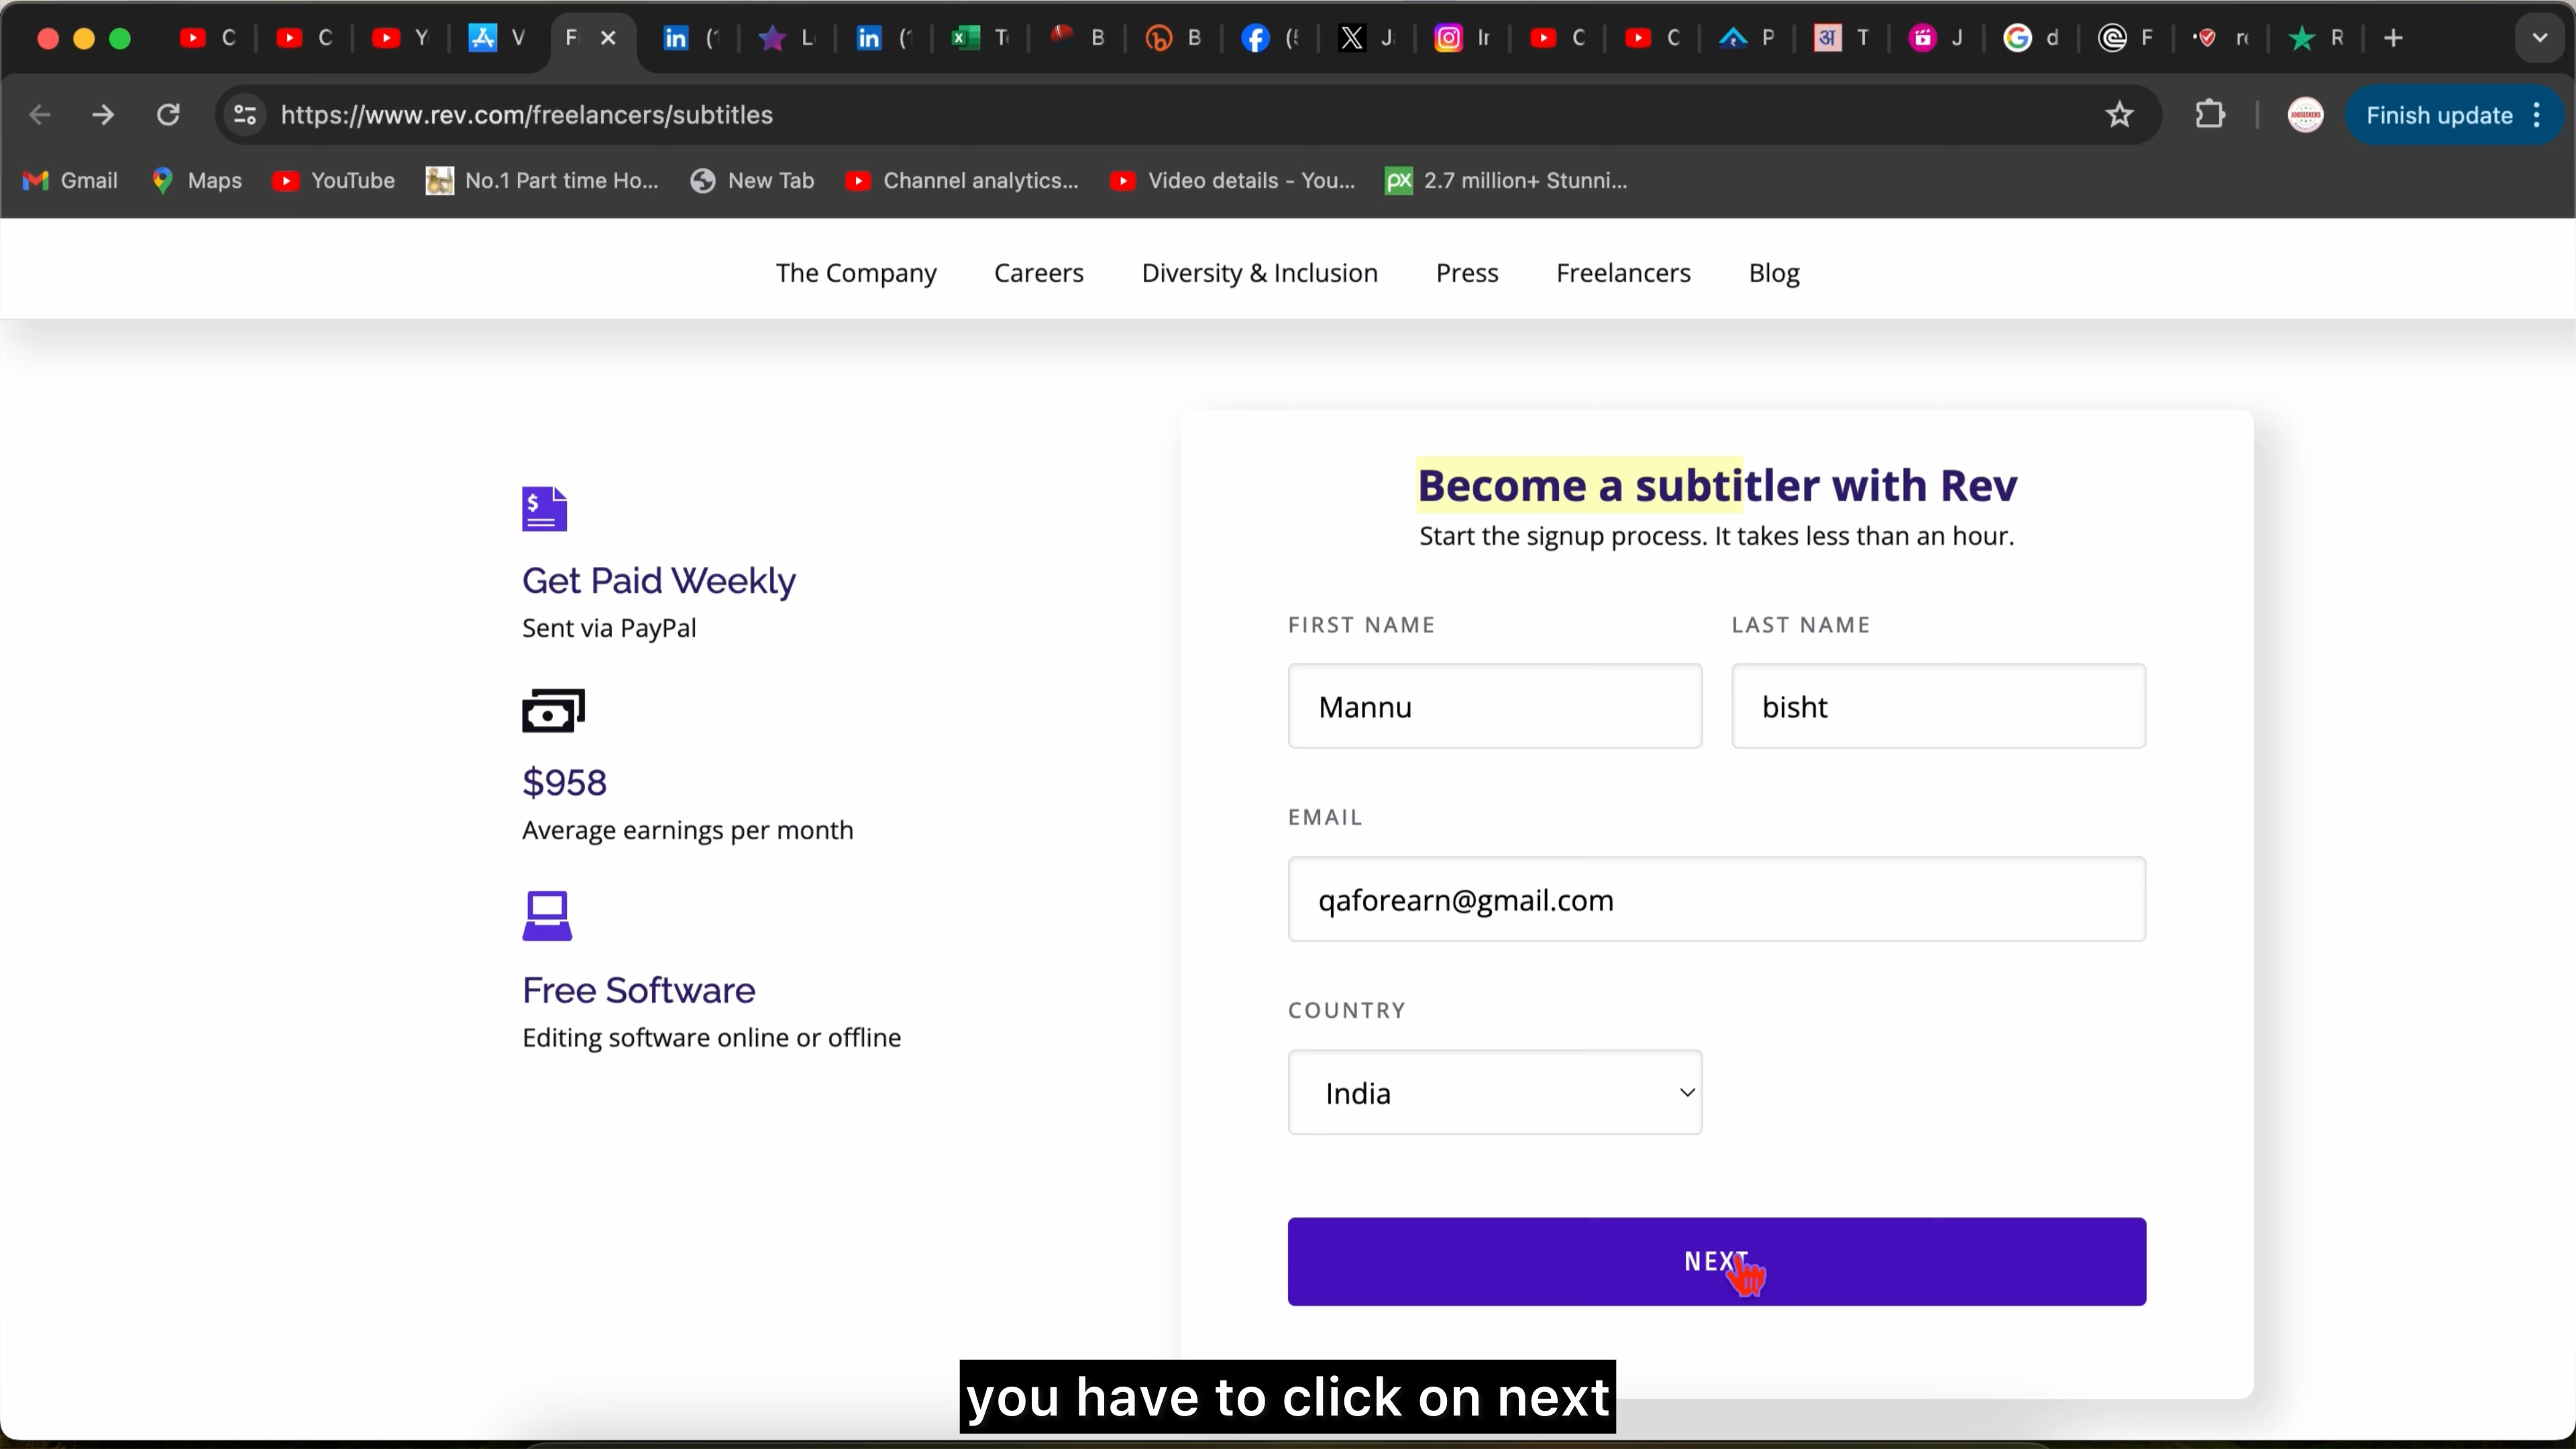 C
C
Y
V
F
(1
L
(1
B
B
J
C
C
P
अ T
J
d
F
R
https://www.rev.com/freelancers/subtitles
Finish update
Gmail
Maps
YouTube
No.1 Part time Ho...
New Tab
Channel analytics...
Video details - You...
px 2.7 million+ Stunni...
The Company
Careers
Diversity & Inclusion
Press
Freelancers
Blog
Get Paid Weekly
Sent via PayPal
$958
Average earnings per month
Free Software
Editing software online or offline
Become a subtitler with Rev
Start the signup process. It takes less than an hour.
FIRST NAME
LAST NAME
Mannu
bisht
EMAIL
qaforearn@gmail.com
COUNTRY
India
NEXT
you have to click on next